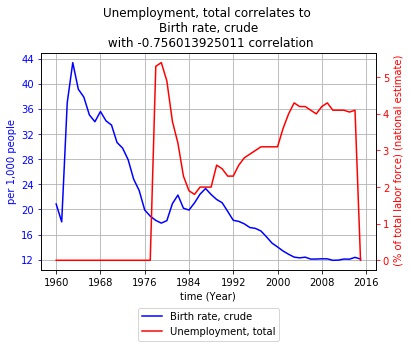 Unemployment, total correlates to
Birth rate, crude
with -0.756013925011 correlation
44
40
36
32
28
24
20
16
12
per 1,000 people
5
4
3
2
1
0
(% of total labor force) (national estimate)
1960 1968 1976 1984 1992 2000 2008 2016
time (Year)
Birth rate, crude
Unemployment, total